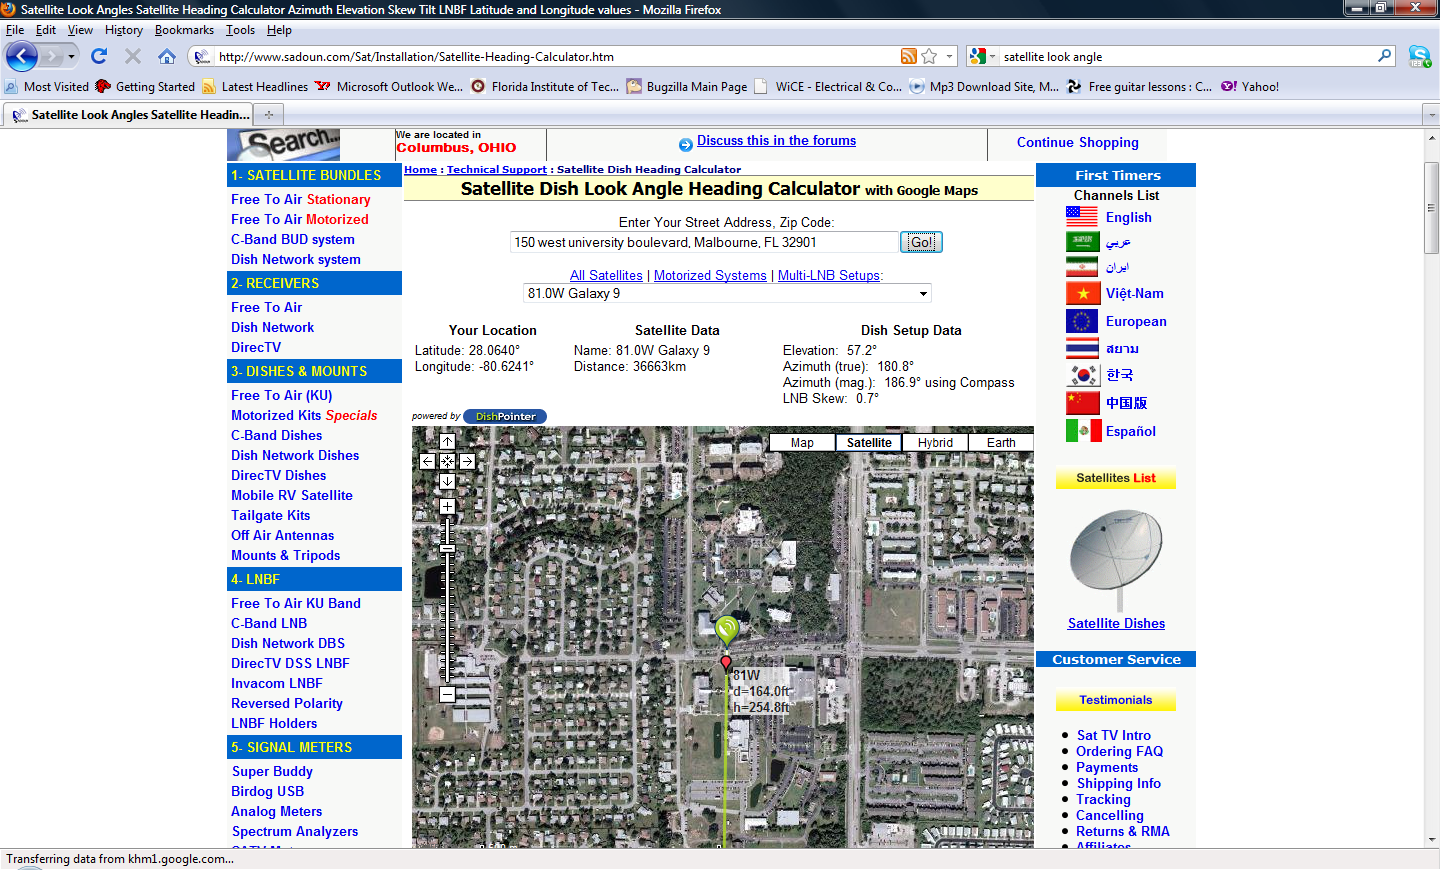 Satellite Look Angles Satellite Heading Calculator Azimuth Elevation Skew Tilt LNBF Latitude and Longitude values - Mozilla Firefox
File Edit View History Bookmarks Tools Help
http://www.sadoun.com/Sat/Installation/Satellite-Heading-Calculator.htm
satellite look angle
Most Visited Getting Started Latest Headlines Microsoft Outlook We... Florida Institute of Tec... Bugzilla Main Page WiCE - Electrical & Co... Mp3 Download Site, M... Free guitar lessons : C... Yahoo!
Satellite Look Angles Satellite Headin...
Search...
We are located in
Columbus, OHIO
Discuss this in the forums
Continue Shopping
1- SATELLITE BUNDLES
Free To Air Stationary
Free To Air Motorized
C-Band BUD system
Dish Network system
2- RECEIVERS
Free To Air
Dish Network
DirecTV
3- DISHES & MOUNTS
Free To Air (KU)
Motorized Kits Specials
C-Band Dishes
Dish Network Dishes
DirecTV Dishes
Mobile RV Satellite
Tailgate Kits
Off Air Antennas
Mounts & Tripods
4- LNBF
Free To Air KU Band
C-Band LNB
Dish Network DBS
DirecTV DSS LNBF
Invacom LNBF
Reversed Polarity
LNBF Holders
5- SIGNAL METERS
Super Buddy
Birdog USB
Analog Meters
Spectrum Analyzers
Home : Technical Support : Satellite Dish Heading Calculator
Satellite Dish Look Angle Heading Calculator with Google Maps
Enter Your Street Address, Zip Code:
150 west university boulevard, Malbourne, FL 32901
Go!
All Satellites | Motorized Systems | Multi-LNB Setups:
81.0W Galaxy 9
Your Location
Latitude: 28.0640°
Longitude: -80.6241°
Satellite Data
Name: 81.0W Galaxy 9
Distance: 36663km
Dish Setup Data
Elevation: 57.2°
Azimuth (true): 180.8°
Azimuth (mag.): 186.9° using Compass
LNB Skew: 0.7°
powered by DishPointer
Map Satellite Hybrid Earth
81W
d=164.0ft
h=254.8ft
First Timers
Channels List
English
عربي
ايران
Việt-Nam
European
สยาม
한국
中国版
Español
Satellites List
Satellite Dishes
Customer Service
Testimonials
Sat TV Intro
Ordering FAQ
Payments
Shipping Info
Tracking
Cancelling
Returns & RMA
Affiliates
Transferring data from khm1.google.com...